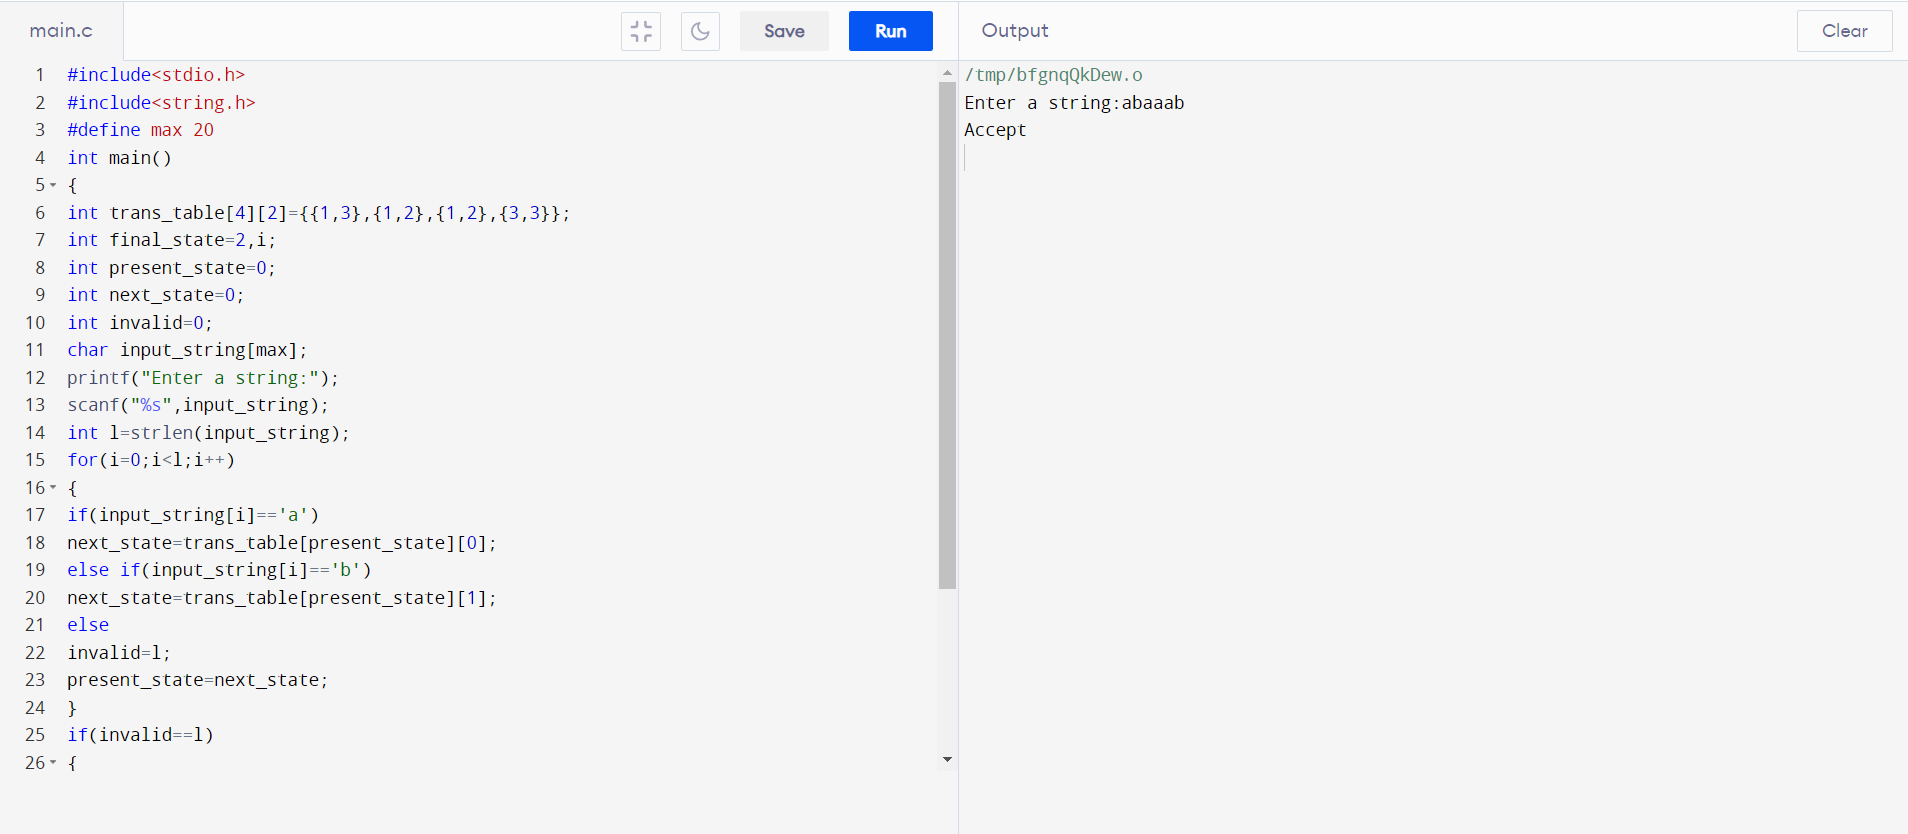 main.c
Save
Run
Output
Clear
1 #include<stdio.h>
2 #include<string.h>
3 #define max 20
4 int main()
5 {
6 int trans_table[4][2]={{1,3},{1,2},{1,2},{3,3}};
7 int final_state=2,i;
8 int present_state=0;
9 int next_state=0;
10 int invalid=0;
11 char input_string[max];
12 printf("Enter a string:");
13 scanf("%s",input_string);
14 int l=strlen(input_string);
15 for(i=0;i<l;i++)
16 {
17 if(input_string[i]=='a')
18 next_state=trans_table[present_state][0];
19 else if(input_string[i]=='b')
20 next_state=trans_table[present_state][1];
21 else
22 invalid=l;
23 present_state=next_state;
24 }
25 if(invalid==l)
26 {
/tmp/bfgnqQkDew.o
Enter a string:abaaab
Accept